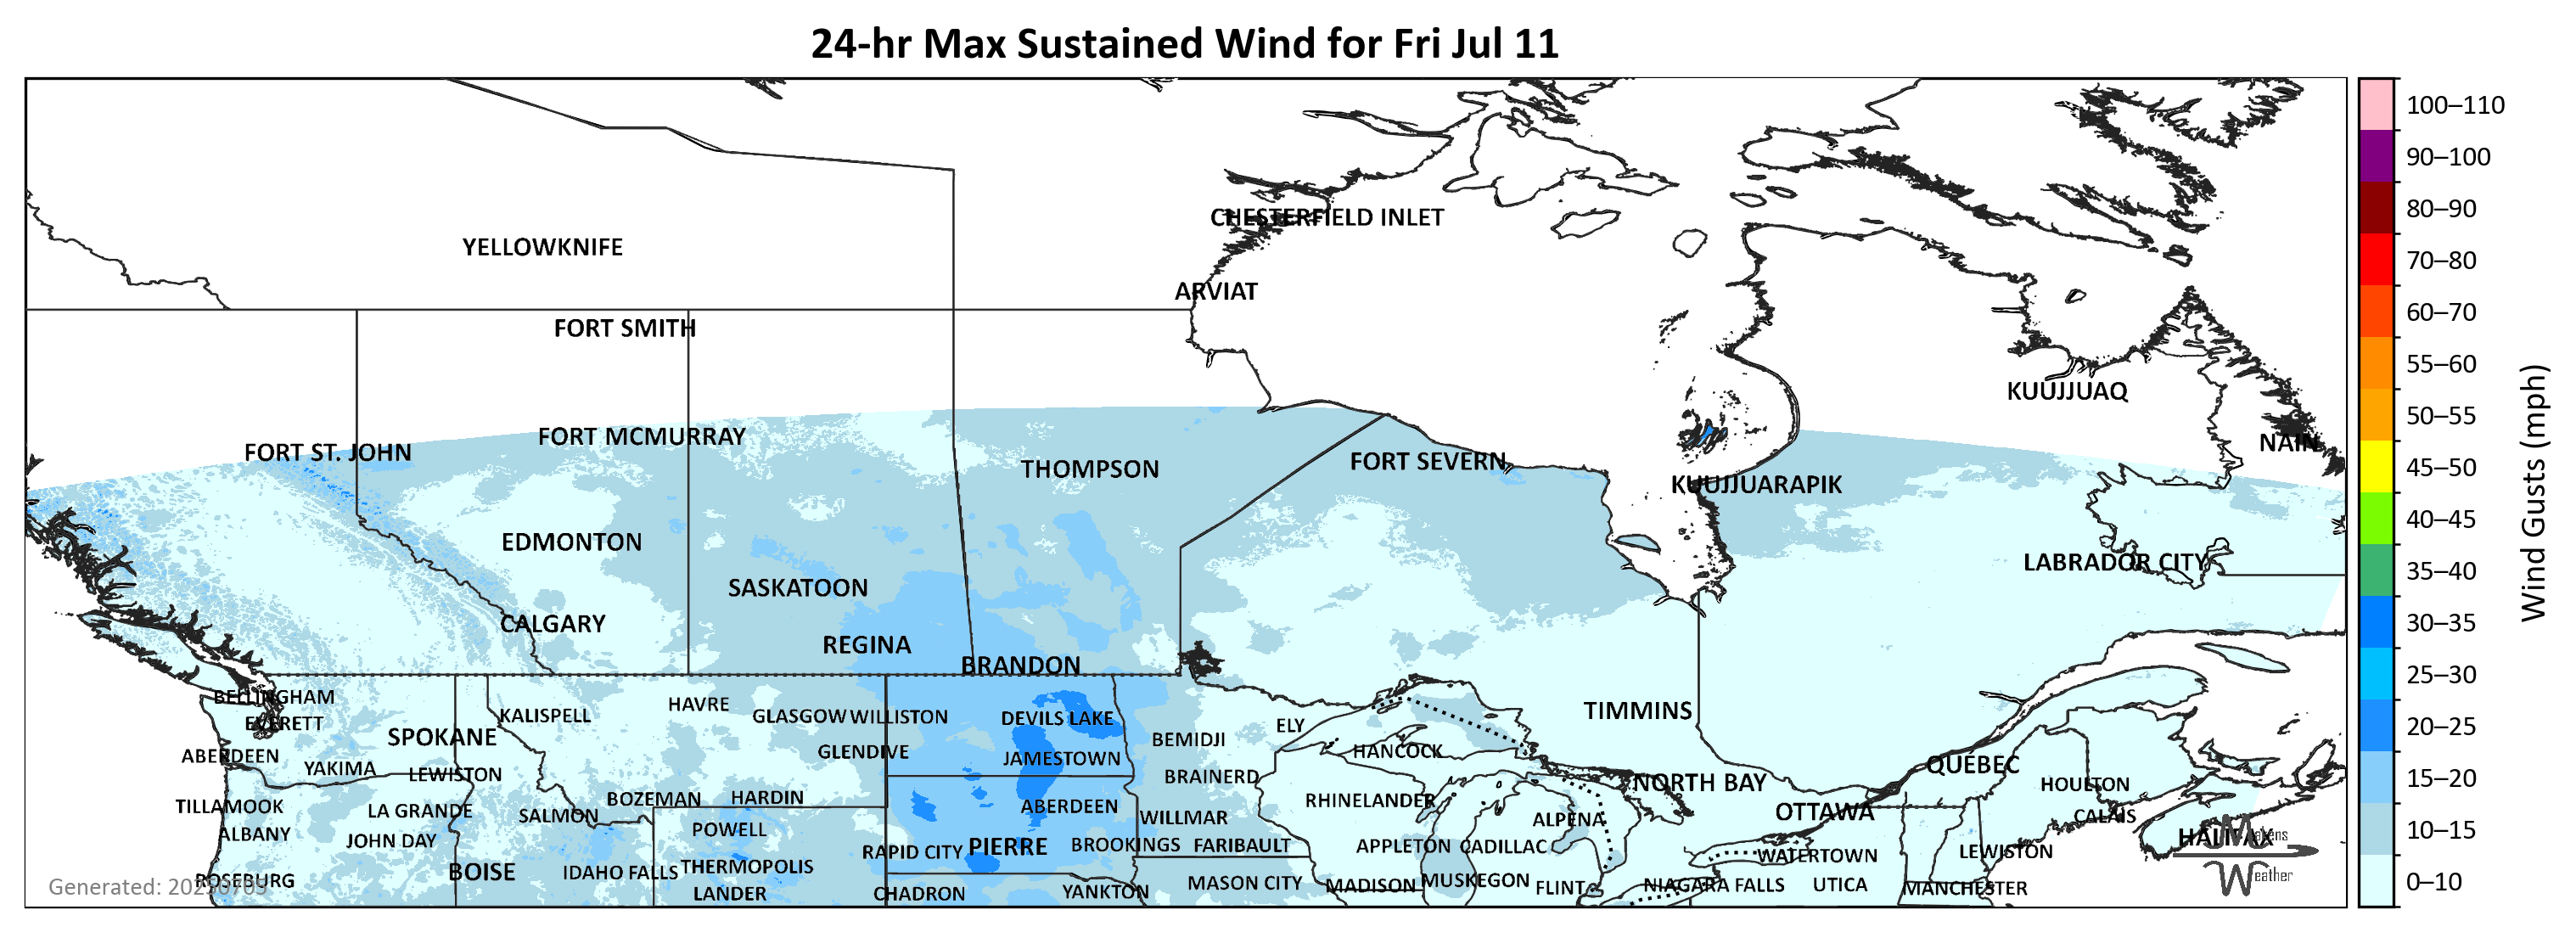 24-hr Max Sustained Wind for Fri Jul 11
100–110
90–100
80–90
70–80
60–70
55–60
50–55
45–50
40–45
35–40
30–35
25–30
20–25
15–20
10–15
0–10
Wind Gusts (mph)
CHESTERFIELD INLET
YELLOWKNIFE
ARVIAT
FORT SMITH
KUUJJUAQ
FORT MCMURRAY
NAIN
FORT ST. JOHN
FORT SEVERN
THOMPSON
KUUJJUARAPIK
EDMONTON
LABRADOR CITY
SASKATOON
CALGARY
REGINA
BRANDON
BELLINGHAM
HAVRE
TIMMINS
KALISPELL
GLASGOW
WILLISTON
DEVILS LAKE
EVERETT
ELY
SPOKANE
BEMIDJI
GLENDIVE
HANCOCK
ABERDEEN
JAMESTOWN
QUÉBEC
YAKIMA
LEWISTON
BRAINERD
NORTH BAY
HOULTON
BOZEMAN
HARDIN
RHINELANDER
TILLAMOOK
ABERDEEN
LA GRANDE
OTTAWA
SALMON
WILLMAR
CALAIS
ALPENA
POWELL
ALBANY
HALIFAX
Makens
JOHN DAY
PIERRE
BROOKINGS
FARIBAULT
APPLETON
CADILLAC
RAPID CITY
LEWISTON
WATERTOWN
THERMOPOLIS
BOISE
IDAHO FALLS
Weather
ROSEBURG
MUSKEGON
MASON CITY
MADISON
NIAGARA FALLS
UTICA
Generated: 20250705
FLINT
MANCHESTER
YANKTON
LANDER
CHADRON